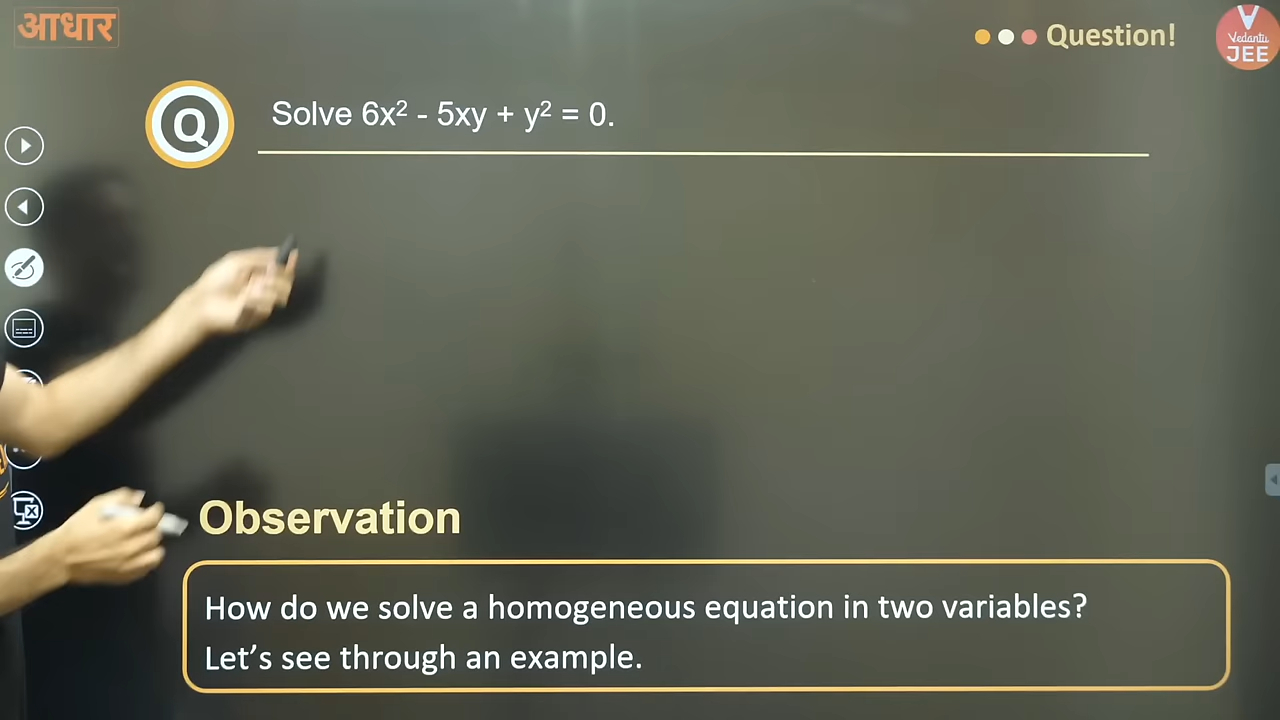 आधार
Question!
Vedantu
JEE
Q
Solve 6x² - 5xy + y² = 0.
Observation
How do we solve a homogeneous equation in two variables?
Let's see through an example.